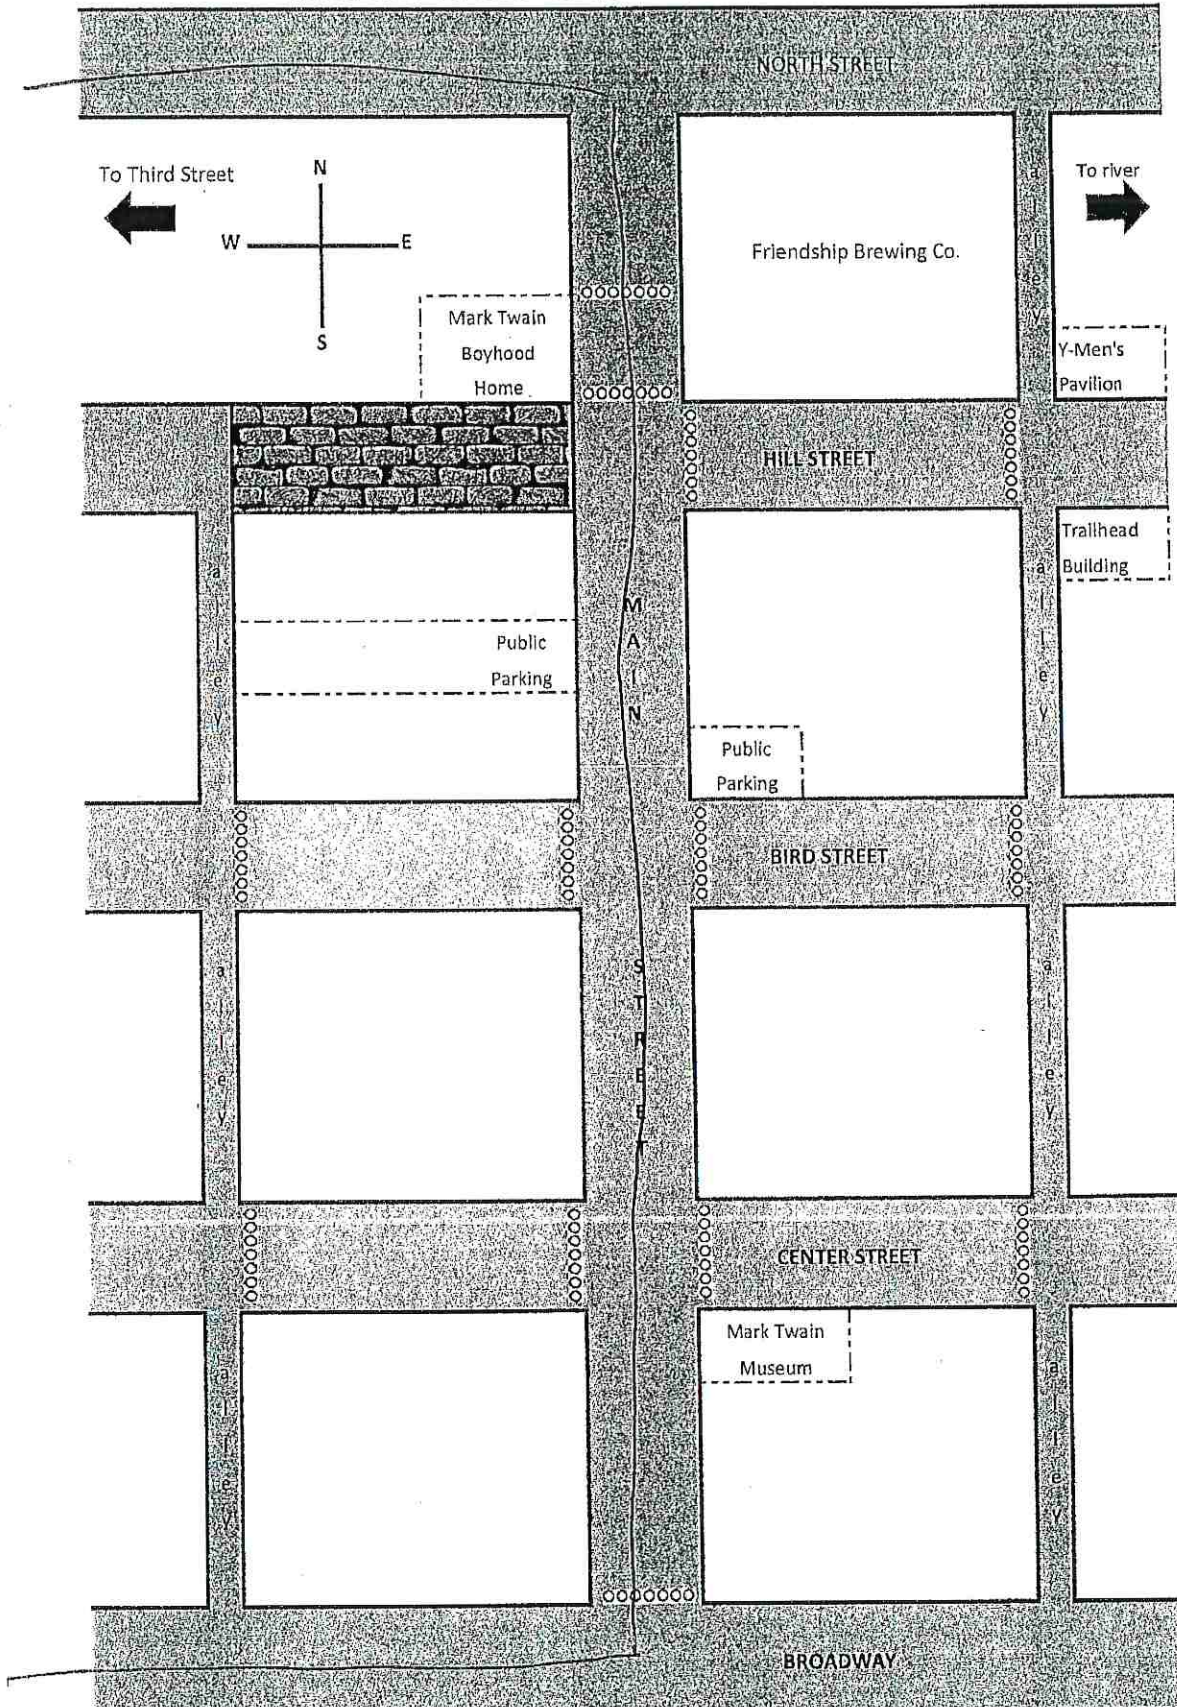 NORTH STREET
To Third Street
To river
N
W
E
S
alley
Friendship Brewing Co.
Mark Twain
Boyhood
Home
Y-Men's
Pavilion
HILL STREET
Trailhead
Building
alley
alley
MAIN
Public
Parking
Public
Parking
BIRD STREET
alley
STREET
alley
CENTER STREET
Mark Twain
Museum
alley
alley
BROADWAY